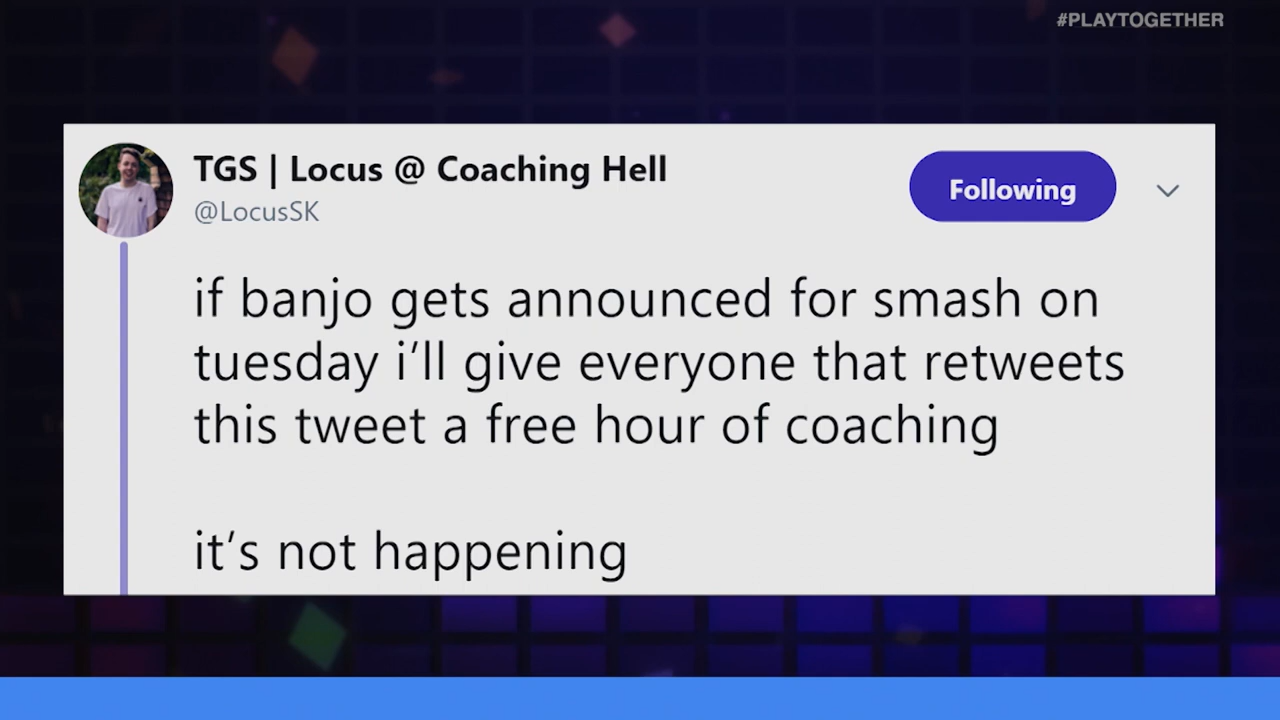 #PLAYTOGETHER
TGS | Locus @ Coaching Hell
@LocusSK
Following
if banjo gets announced for smash on
tuesday i’ll give everyone that retweets
this tweet a free hour of coaching
it’s not happening